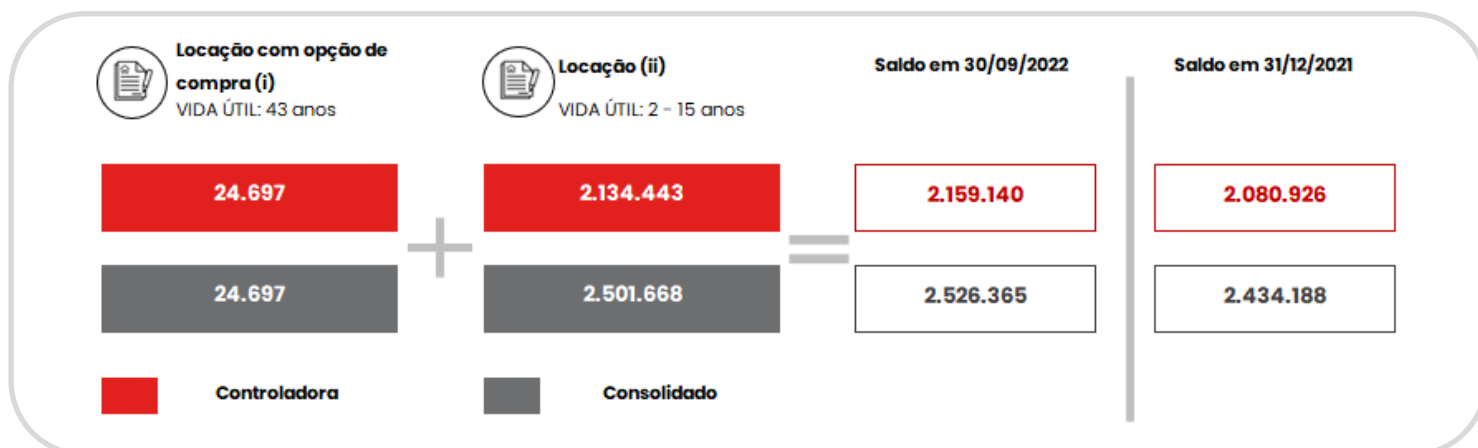 Locação com opção de
compra (i)
VIDA ÚTIL: 43 anos
Locação (ii)
VIDA ÚTIL: 2 - 15 anos
Saldo em 30/09/2022
Saldo em 31/12/2021
24.697
2.134.443
2.159.140
2.080.926
24.697
2.501.668
2.526.365
2.434.188
Controladora
Consolidado